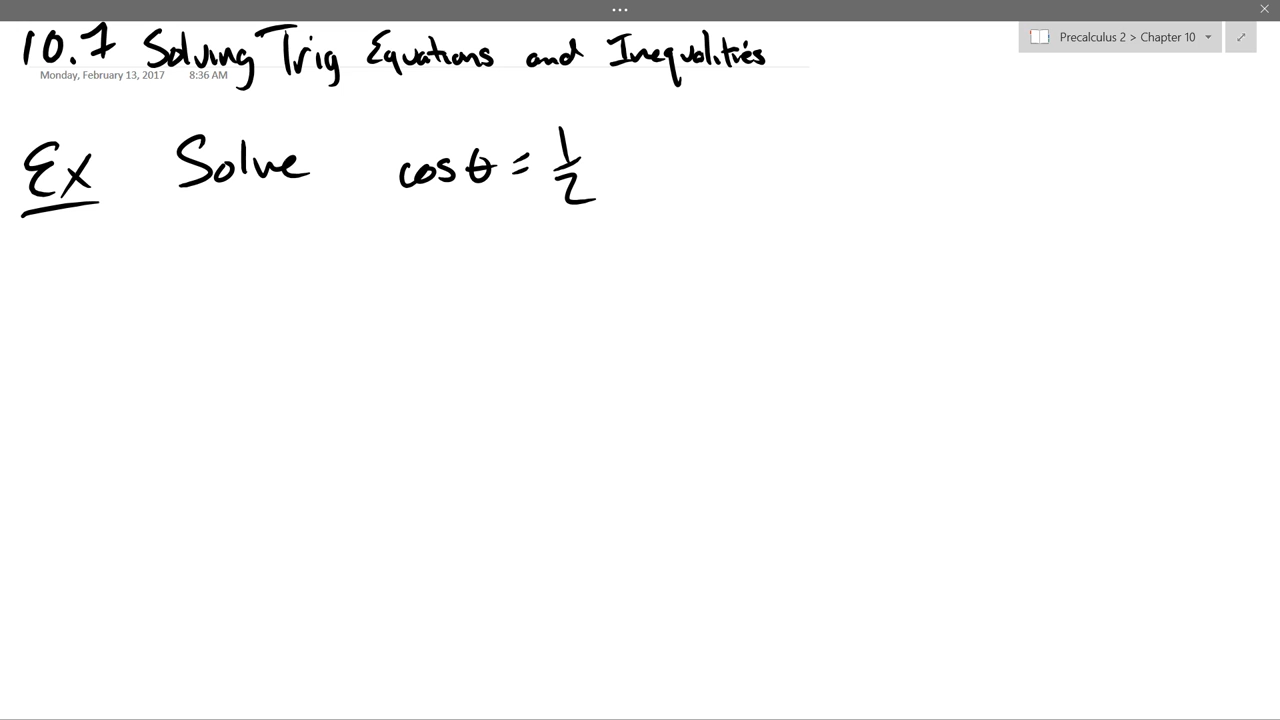 10.7 Solving Trig Equations and Inequalities
Precalculus 2 > Chapter 10
Monday, February 13, 2017 8:36 AM
Ex Solve cos θ = 1/2